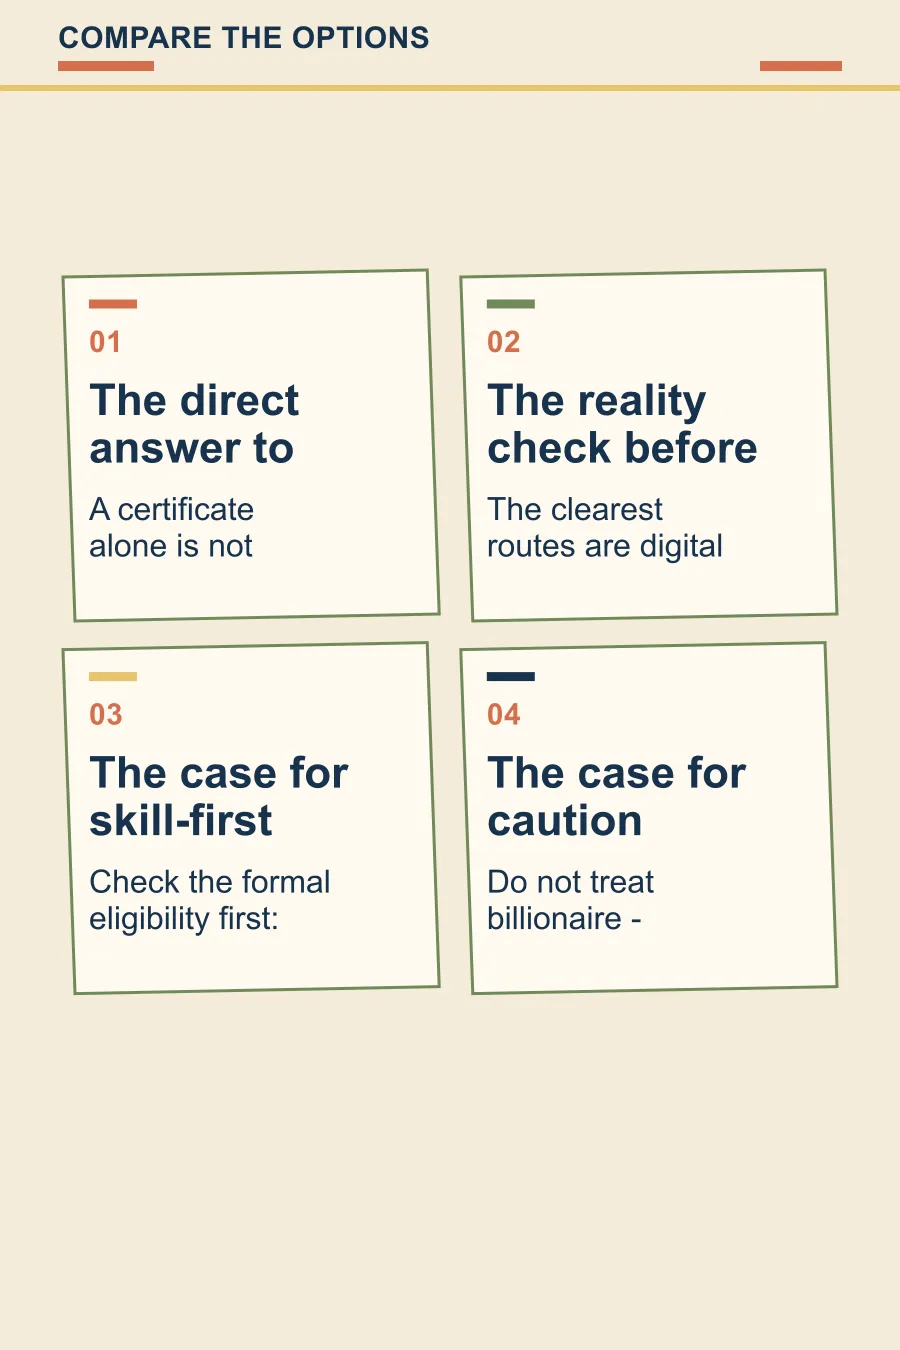 COMPARE THE OPTIONS
01
The direct
answer to
A certificate
alone is not
02
The reality
check before
The clearest
routes are digital
03
The case for
skill-first
Check the formal
eligibility first:
04
The case for
caution
Do not treat
billionaire -